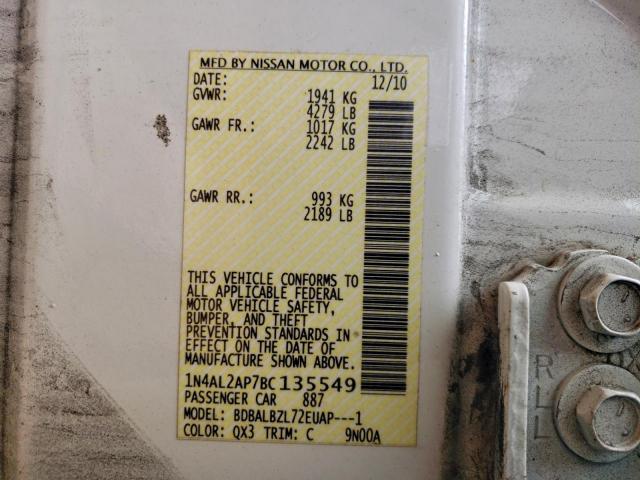 MFD BY NISSAN MOTOR CO., LTD.
DATE: 12/10
GVWR: 1941 KG
4279 LB
GAWR FR.: 1017 KG
2242 LB
GAWR RR.: 993 KG
2189 LB
THIS VEHICLE CONFORMS TO
ALL APPLICABLE FEDERAL
MOTOR VEHICLE SAFETY,
BUMPER, AND THEFT
PREVENTION STANDARDS IN
EFFECT ON THE DATE OF
MANUFACTURE SHOWN ABOVE.
1N4AL2AP7BC135549
PASSENGER CAR 887
MODEL: BDBALBZL72EUAP---1
COLOR: QX3 TRIM: C 9N00A
R
L
L